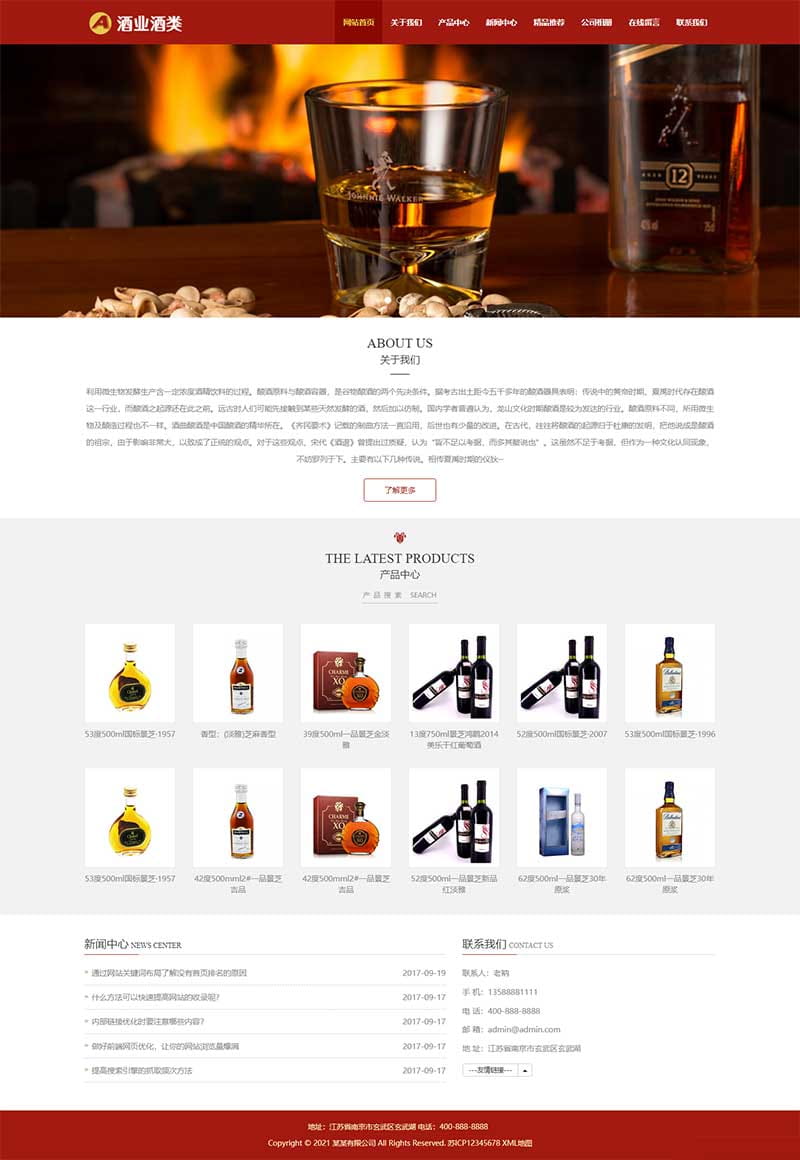 酒业酒类
网站首页 关于我们 产品中心 新闻中心 精品推荐 公司相册 在线留言 联系我们
JOHNNIE WALKER
AGED 12 YEARS
40% 75cl
ABOUT US
关于我们
利用微生物发酵生产含一定浓度酒精饮料的过程。酿酒原料与酿酒容器，是谷物酿酒的两个先决条件。据考古出土距今五千多年的酿酒器具表明：传说中的黄帝时期、夏禹时代存在酿酒
这一行业，而酿酒之起源还在此之前。远古时人们可能先接触到某些天然发酵的酒，然后加以仿制。国内学者普遍认为，龙山文化时期酿酒是较为发达的行业。酿酒原料不同，所用微生
物及酿造过程也不一样。酒曲酿酒是中国酿酒的精华所在。《齐民要术》记载的制曲方法一直沿用，后世也有少量的改进。在古代，往往将酿酒的起源归于杜康的发明，把他说成是酿酒
的祖宗，由于影响非常大，以致成了正统的观点。对于这些观点，宋代《酒谱》曾提出过质疑，认为“皆不足以考据，而多其赘说也”。这虽然不足于考据，但作为一种文化认同现象，
不妨罗列于下。主要有以下几种传说。相传夏禹时期的仪狄···
了解更多
THE LATEST PRODUCTS
产品中心
产品搜素 SEARCH
CHARME
XO
53度500ml国标景芝·1957
香型：(淡雅)芝麻香型
39度500ml一品景芝金淡
雅
13度750ml景芝鸿鹊2014
美乐干红葡萄酒
52度500ml国标景芝·2007
53度500ml国标景芝·1996
CHARME
XO
53度500ml国标景芝·1957
42度500mml2#一品景芝
吉品
42度500mml2#一品景芝
吉品
52度500ml一品景芝新品
红淡雅
62度500ml一品景芝30年
原浆
62度500ml一品景芝30年
原浆
新闻中心 NEWS CENTER
» 通过网站关键词布局了解没有首页排名的原因 2017-09-19
» 什么方法可以快速提高网站的收录呢？ 2017-09-17
» 内部链接优化时要注意哪些内容？ 2017-09-17
» 做好前端网页优化，让你的网站浏览量爆满 2017-09-17
» 提高搜索引擎的抓取频次方法 2017-09-17
联系我们 CONTACT US
联系人：老衲
手 机：13588881111
电 话：400-888-8888
邮 箱：admin@admin.com
地 址：江苏省南京市玄武区玄武湖
---友情链接---
地址：江苏省南京市玄武区玄武湖 电话：400-888-8888
Copyright © 2021 某某有限公司 All Rights Reserved. 苏ICP12345678 XML地图